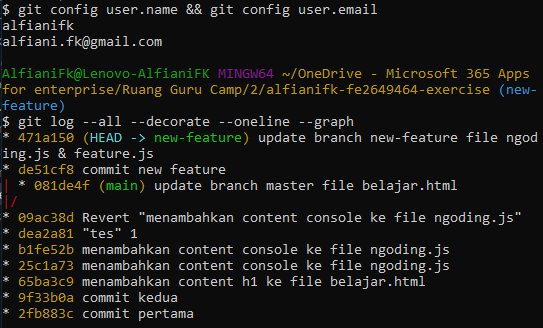 $ git config user.name && git config user.email
alfianifk
alfiani.fk@gmail.com
AlfianiFk@Lenovo-AlfianiFK MINGW64 ~/OneDrive - Microsoft 365 Apps
for enterprise/Ruang Guru Camp/2/alfianifk-fe2649464-exercise (new-
feature)
$ git log --all --decorate --oneline --graph
* 471a150 (HEAD -> new-feature) update branch new-feature file ngod
ing.js & feature.js
* de51cf8 commit new feature
| * 081de4f (main) update branch master file belajar.html
|/
* 09ac38d Revert "menambahkan content console ke file ngoding.js"
* dea2a81 "tes" 1
* b1fe52b menambahkan content console ke file ngoding.js
* 25c1a73 menambahkan content console ke file ngoding.js
* 65ba3c9 menambahkan content h1 ke file belajar.html
* 9f33b0a commit kedua
* 2fb883c commit pertama